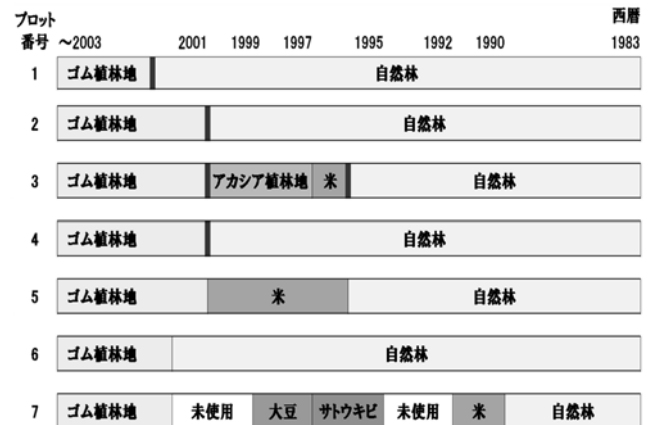 プロット 西暦
番号 ～2003 2001 1999 1997 1995 1992 1990 1983
1 ゴム植林地 自然林
2 ゴム植林地 自然林
3 ゴム植林地 アカシア植林地 米 自然林
4 ゴム植林地 自然林
5 ゴム植林地 米 自然林
6 ゴム植林地 自然林
7 ゴム植林地 未使用 大豆 サトウキビ 未使用 米 自然林